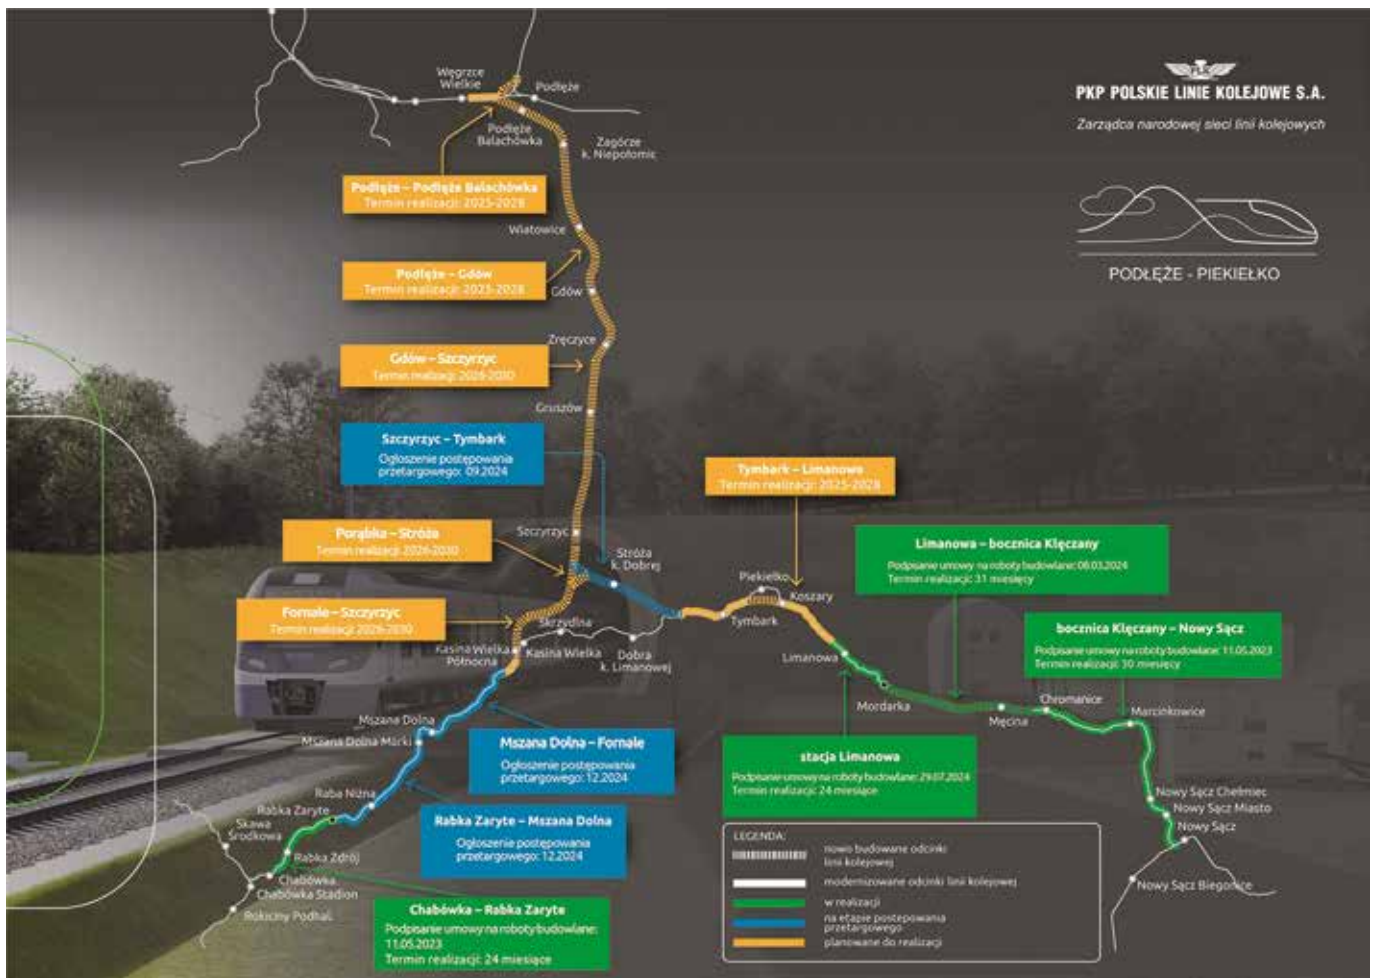 PLK
PKP POLSKIE LINIE KOLEJOWE S.A.
Zarządca narodowej sieci linii kolejowych
PODŁĘŻE - PIEKIEŁKO
Węgrzce
Wielkie
Podłęże
Podłęże
Balachówka
Zagórze
k. Niepołomic
Podłęże – Podłęże Balachówka
Termin realizacji: 2025-2028
Wiatowice
Podłęże – Gdów
Termin realizacji: 2025-2028
Gdów
Zręczyce
Gdów – Szczyrzyc
Termin realizacji: 2026-2030
Gruszów
Szczyrzyc – Tymbark
Ogłoszenie postępowania
przetargowego: 09.2024
Tymbark – Limanowa
Termin realizacji: 2025-2028
Porąbka – Stróża
Termin realizacji: 2026-2030
Szczyrzyc
Stróża
k. Dobrej
Limanowa – bocznica Klęczany
Podpisanie umowy na roboty budowlane: 08.03.2024
Termin realizacji: 31 miesięcy
Piekiełko
Koszary
Fornale – Szczyrzyc
Termin realizacji: 2026-2030
Skrzydlna
Tymbark
bocznica Klęczany – Nowy Sącz
Podpisanie umowy na roboty budowlane: 11.05.2023
Termin realizacji: 30 miesięcy
Kasina Wielka
Północna
Kasina Wielka
Dobra
k. Limanowej
Limanowa
Mordarka
Męcina
Chromanice
Marcinkowice
Mszana Dolna
Mszana Dolna Marki
Mszana Dolna – Fornale
Ogłoszenie postępowania
przetargowego: 12.2024
stacja Limanowa
Podpisanie umowy na roboty budowlane: 29.07.2024
Termin realizacji: 24 miesiące
Raba Niżna
Rabka Zaryte
Skawa
Środkowa
Rabka Zaryte – Mszana Dolna
Ogłoszenie postępowania
przetargowego: 12.2024
Nowy Sącz Chełmiec
Nowy Sącz Miasto
Nowy Sącz
Nowy Sącz Biegonice
Rabka Zdrój
Chabówka
Chabówka Stadion
Rokiciny Podhal.
Chabówka – Rabka Zaryte
Podpisanie umowy na roboty budowlane:
11.05.2023
Termin realizacji: 24 miesiące
LEGENDA:
nowo budowane odcinki
linii kolejowej
modernizowane odcinki linii kolejowej
w realizacji
na etapie postepowania
przetargowego
planowane do realizacji